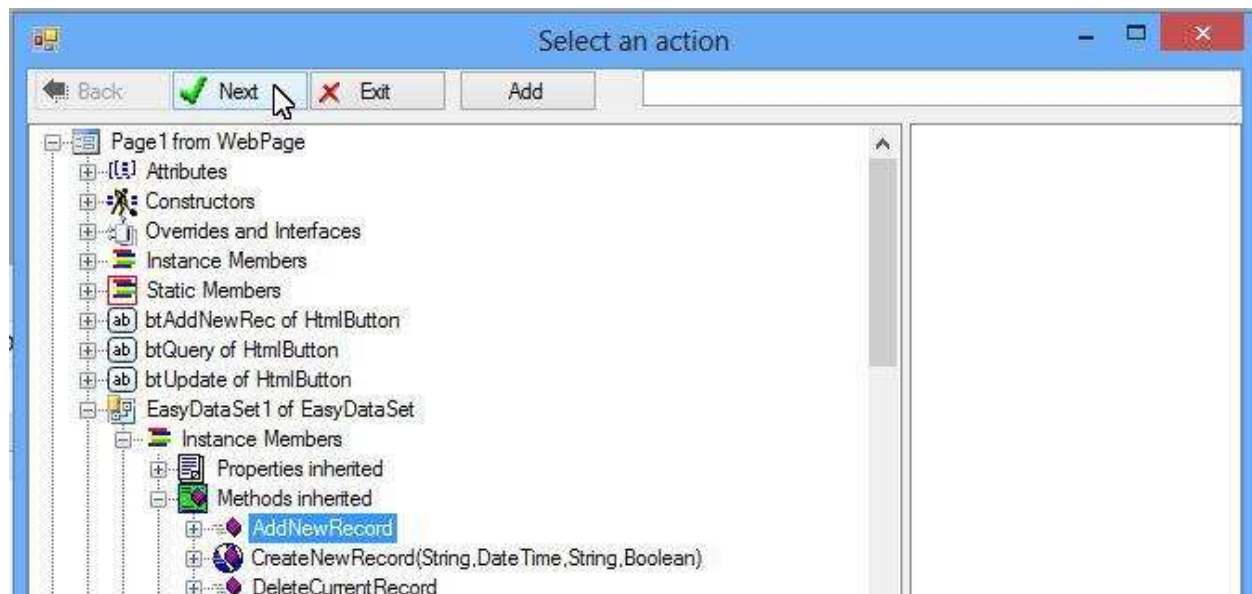 Select an action
Back Next Exit Add
Page1 from WebPage
Attributes
Constructors
Overrides and Interfaces
Instance Members
Static Members
btAddNewRec of HtmlButton
btQuery of HtmlButton
btUpdate of HtmlButton
EasyDataSet1 of EasyDataSet
Instance Members
Properties inherited
Methods inherited
AddNewRecord
CreateNewRecord(String,DateTime,String,Boolean)
DeleteCurrentRecord